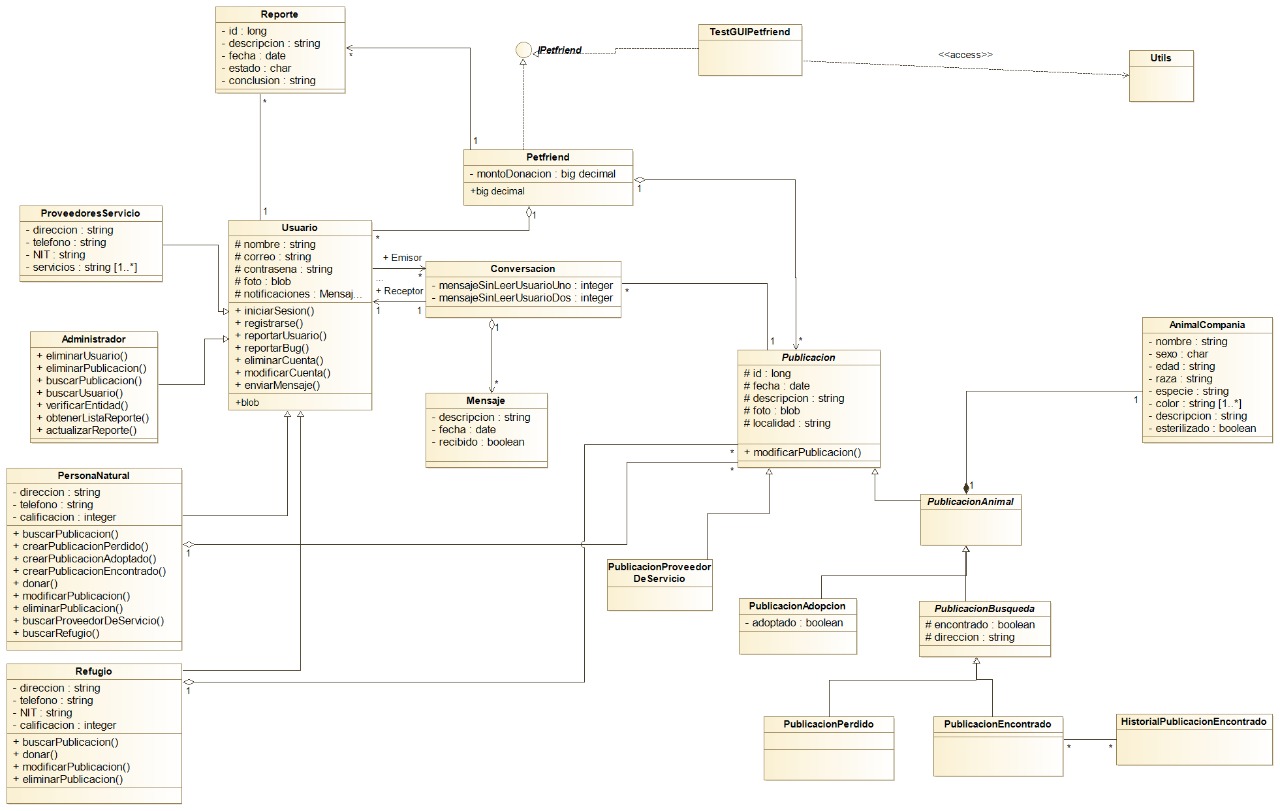 Reporte
- id : long
- descripcion : string
- fecha : date
- estado : char
- conclusion : string
*
*
1
1
IPetfriend
TestGUIPetfriend
<<access>>
Utils
Petfriend
- montoDonacion : big decimal
+big decimal
1
1
*
*
ProveedoresServicio
- direccion : string
- telefono : string
- NIT : string
- servicios : string [1..*]
Usuario
# nombre : string
# correo : string
# contrasena : string
# foto : blob
# notificaciones : Mensaj...
+ iniciarSesion()
+ registrarse()
+ reportarUsuario()
+ reportarBug()
+ eliminarCuenta()
+ modificarCuenta()
+ enviarMensaje()
+blob
+ Emisor
*
...
+ Receptor
1
1
Conversacion
- mensajeSinLeerUsuarioUno : integer
- mensajeSinLeerUsuarioDos : integer
*
1
1
*
Administrador
+ eliminarUsuario()
+ eliminarPublicacion()
+ buscarPublicacion()
+ buscarUsuario()
+ verificarEntidad()
+ obtenerListaReporte()
+ actualizarReporte()
Mensaje
- descripcion : string
- fecha : date
- recibido : boolean
Publicacion
# id : long
# fecha : date
# descripcion : string
# foto : blob
# localidad : string
+ modificarPublicacion()
*
*
AnimalCompania
- nombre : string
- sexo : char
- edad : string
- raza : string
- especie : string
- color : string [1..*]
- descripcion : string
- esterilizado : boolean
1
1
PersonaNatural
- direccion : string
- telefono : string
- calificacion : integer
+ buscarPublicacion()
+ crearPublicacionPerdido()
+ crearPublicacionAdoptado()
+ crearPublicacionEncontrado()
+ donar()
+ modificarPublicacion()
+ eliminarPublicacion()
+ buscarProveedorDeServicio()
+ buscarRefugio()
1
PublicacionAnimal
PublicacionProveedor
DeServicio
PublicacionAdopcion
- adoptado : boolean
PublicacionBusqueda
# encontrado : boolean
# direccion : string
Refugio
- direccion : string
- telefono : string
- NIT : string
- calificacion : integer
+ buscarPublicacion()
+ donar()
+ modificarPublicacion()
+ eliminarPublicacion()
1
PublicacionPerdido
PublicacionEncontrado
*
*
HistorialPublicacionEncontrado